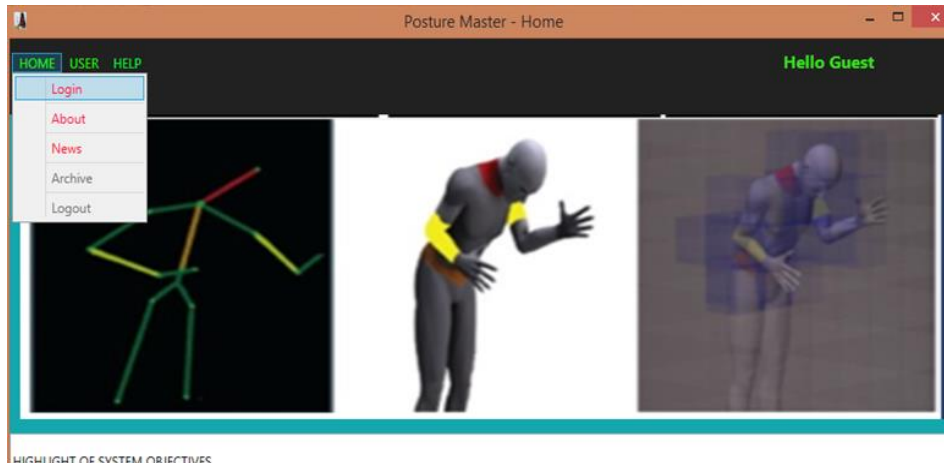 Posture Master - Home
HOME USER HELP
Hello Guest
Login
About
News
Archive
Logout
HIGHLIGHT OF SYSTEM OBJECTIVES